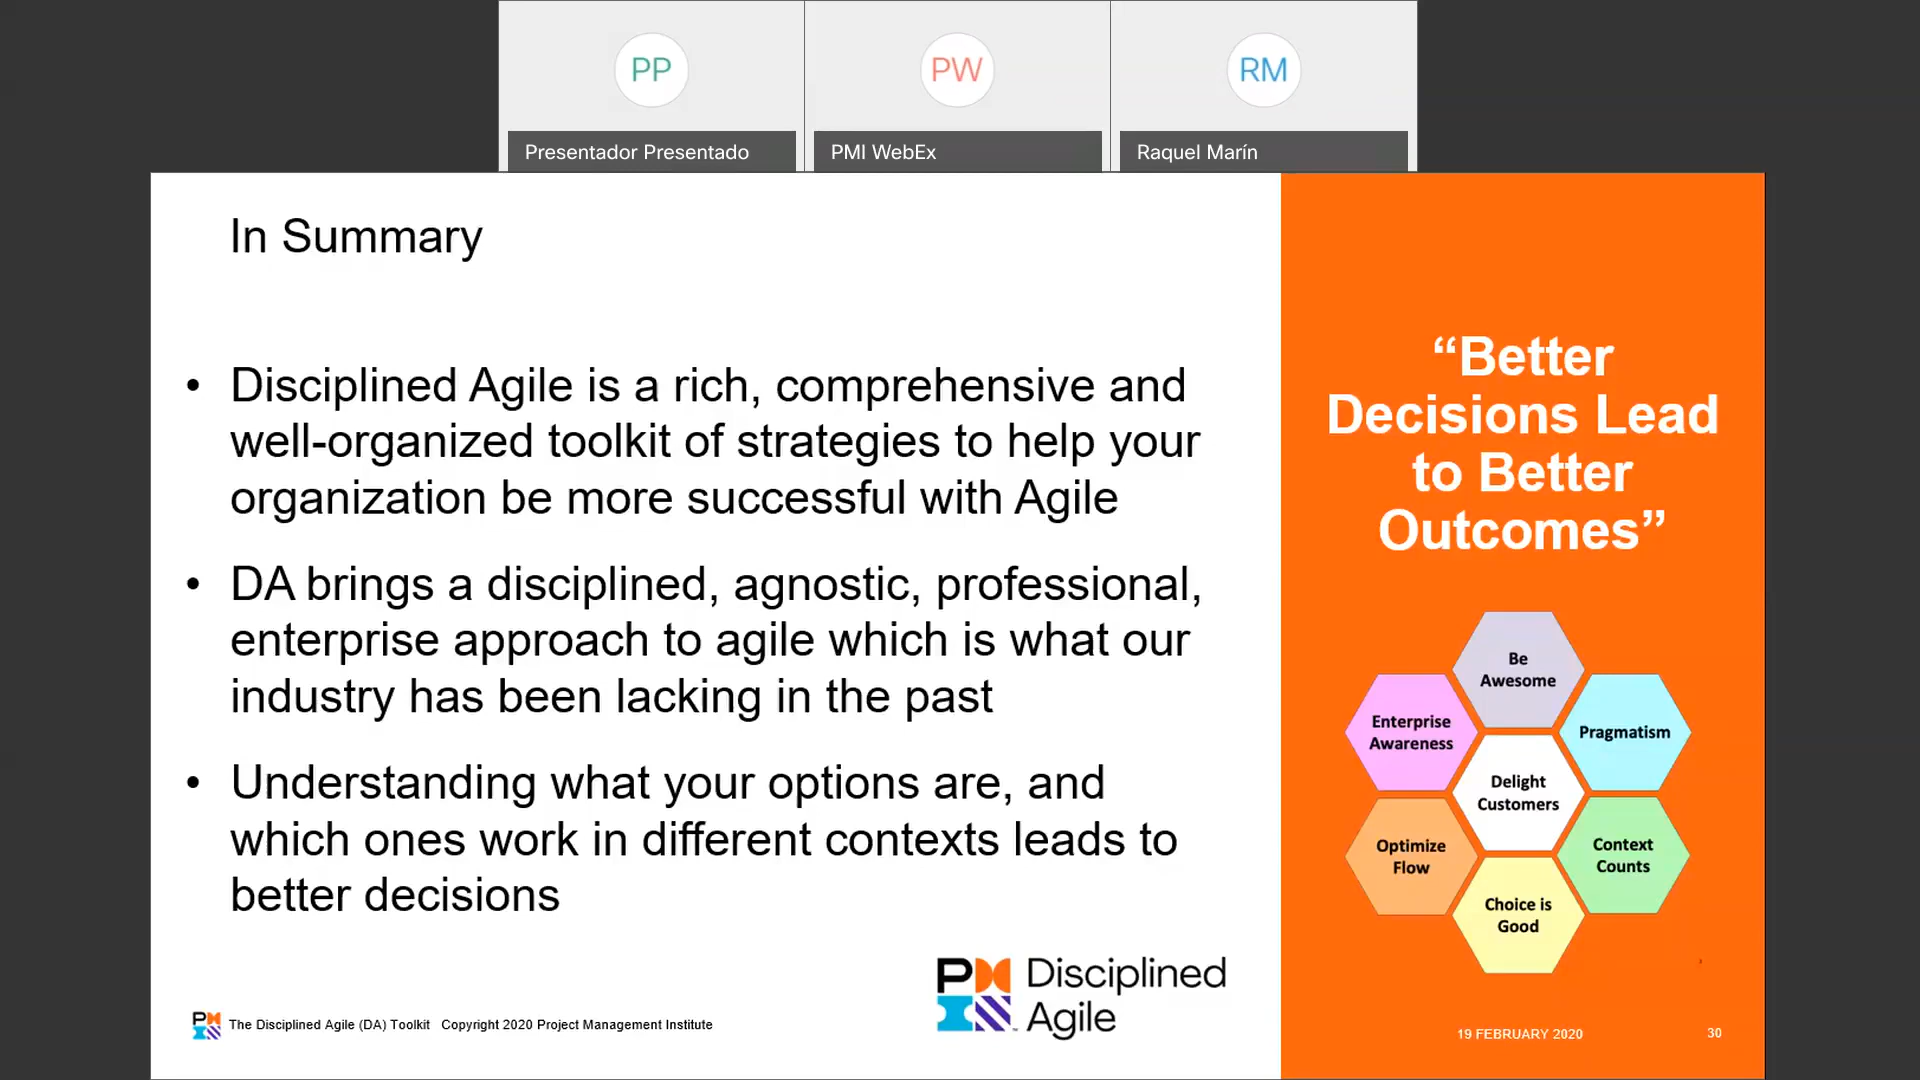 PP
PW
RM
Presentador Presentado
PMI WebEx
Raquel Marín
In Summary
• Disciplined Agile is a rich, comprehensive and
well-organized toolkit of strategies to help your
organization be more successful with Agile
• DA brings a disciplined, agnostic, professional,
enterprise approach to agile which is what our
industry has been lacking in the past
• Understanding what your options are, and
which ones work in different contexts leads to
better decisions
Disciplined
Agile
The Disciplined Agile (DA) Toolkit Copyright 2020 Project Management Institute
“Better
Decisions Lead
to Better
Outcomes”
Be
Awesome
Enterprise
Awareness
Pragmatism
Delight
Customers
Optimize
Flow
Context
Counts
Choice is
Good
19 FEBRUARY 2020
30